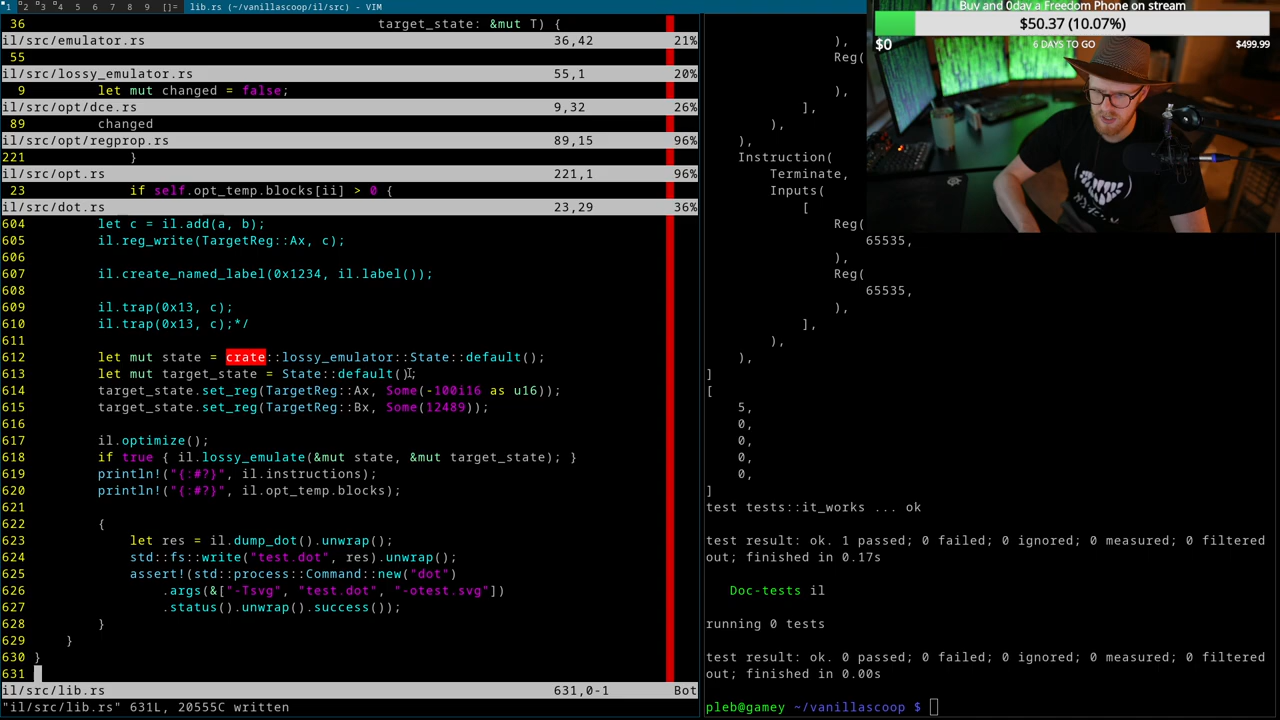 1 2 3 4 5 6 7 8 9 []= lib.rs (~/vanillascoop/il/src) - VIM
36 target_state: &mut T) {
il/src/emulator.rs 36,42 21%
55
il/src/lossy_emulator.rs 55,1 20%
9 let mut changed = false;
il/src/opt/dce.rs 9,32 26%
89 changed
il/src/opt/regprop.rs 89,15 96%
221 }
il/src/opt.rs 221,1 96%
23 if self.opt_temp.blocks[ii] > 0 {
il/src/dot.rs 23,29 36%
604 let c = il.add(a, b);
605 il.reg_write(TargetReg::Ax, c);
606
607 il.create_named_label(0x1234, il.label());
608
609 il.trap(0x13, c);
610 il.trap(0x13, c);*/
611
612 let mut state = crate::lossy_emulator::State::default();
613 let mut target_state = State::default();
614 target_state.set_reg(TargetReg::Ax, Some(-100i16 as u16));
615 target_state.set_reg(TargetReg::Bx, Some(12489));
616
617 il.optimize();
618 if true { il.lossy_emulate(&mut state, &mut target_state); }
619 println!("{:#?}", il.instructions);
620 println!("{:#?}", il.opt_temp.blocks);
621
622 {
623 let res = il.dump_dot().unwrap();
624 std::fs::write("test.dot", res).unwrap();
625 assert!(std::process::Command::new("dot")
626 .args(&["-Tsvg", "test.dot", "-otest.svg"])
627 .status().unwrap().success());
628 }
629 }
630 }
631
il/src/lib.rs 631,0-1 Bot
"il/src/lib.rs" 631L, 20555C written
),
Reg(
),
],
),
),
Instruction(
Terminate,
Inputs(
[
Reg(
65535,
),
Reg(
65535,
),
],
),
),
]
[
5,
0,
0,
0,
0,
]
test tests::it_works ... ok
test result: ok. 1 passed; 0 failed; 0 ignored; 0 measured; 0 filtered
out; finished in 0.17s
Doc-tests il
running 0 tests
test result: ok. 0 passed; 0 failed; 0 ignored; 0 measured; 0 filtered
out; finished in 0.00s
pleb@gamey ~/vanillascoop $
Buy and 0day a Freedom Phone on stream
$50.37 (10.07%)
$0 6 DAYS TO GO $499.99